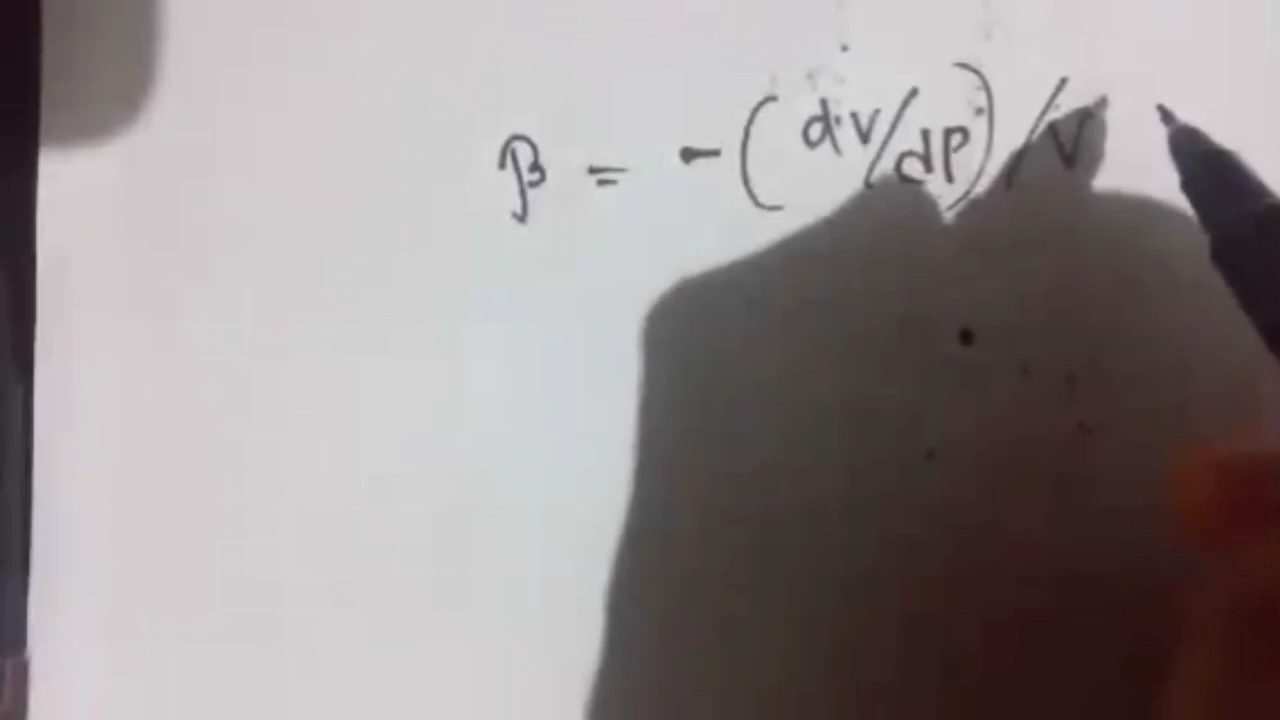 β = -(dv/dp)/v